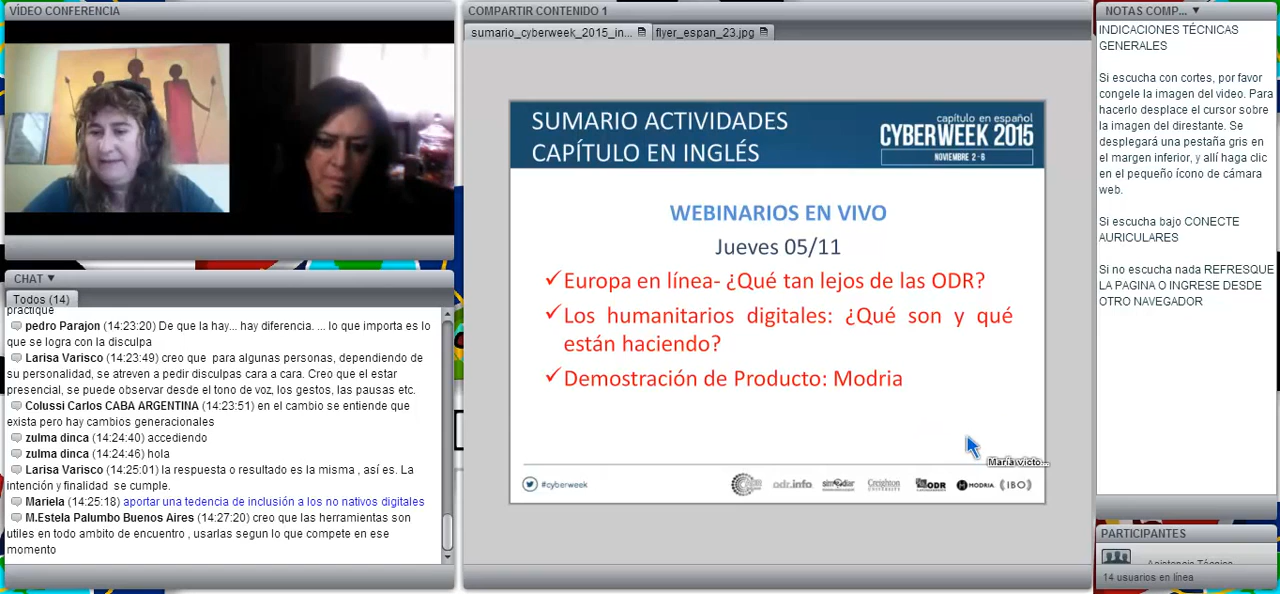 VÍDEO CONFERENCIA
CHAT
Todos (14)
practique
pedro Parajon (14:23:20) De que la hay... hay diferencia. ... lo que importa es lo
que se logra con la disculpa
Larisa Varisco (14:23:49) creo que para algunas personas, dependiendo de
su personalidad, se atreven a pedir disculpas cara a cara. Creo que el estar
presencial, se puede observar desde el tono de voz, los gestos, las pausas etc.
Colussi Carlos CABA ARGENTINA (14:23:51) en el cambio se entiende que
exista pero hay cambios generacionales
zulma dinca (14:24:40) accediendo
zulma dinca (14:24:46) hola
Larisa Varisco (14:25:01) la respuesta o resultado es la misma , así es. La
intención y finalidad se cumple.
Mariela (14:25:18) aportar una tedencia de inclusión a los no nativos digitales
M.Estela Palumbo Buenos Aires (14:27:20) creo que las herramientas son
utiles en todo ambito de encuentro , usarlas segun lo que compete en ese
momento
COMPARTIR CONTENIDO 1
sumario_cyberweek_2015_in...
flyer_espan_23.jpg
SUMARIO ACTIVIDADES
CAPÍTULO EN INGLÉS
capítulo en español
CYBERWEEK 2015
NOVIEMBRE 2-6
WEBINARIOS EN VIVO
Jueves 05/11
Europa en línea- ¿Qué tan lejos de las ODR?
Los humanitarios digitales: ¿Qué son y qué
están haciendo?
Demostración de Producto: Modria
Maria victo...
#cyberweek
odr.info
Creighton
ODR
MODRIA
(IBO)
NOTAS COMP...
INDICACIONES TÉCNICAS
GENERALES
Si escucha con cortes, por favor
congele la imagen del video. Para
hacerlo desplace el cursor sobre
la imagen del direstante. Se
desplegará una pestaña gris en
el margen inferior, y allí haga clic
en el pequeño ícono de cámara
web.
Si escucha bajo CONECTE
AURICULARES
Si no escucha nada REFRESQUE
LA PAGINA O INGRESE DESDE
OTRO NAVEGADOR
PARTICIPANTES
Asistencia Técnica
14 usuarios en línea